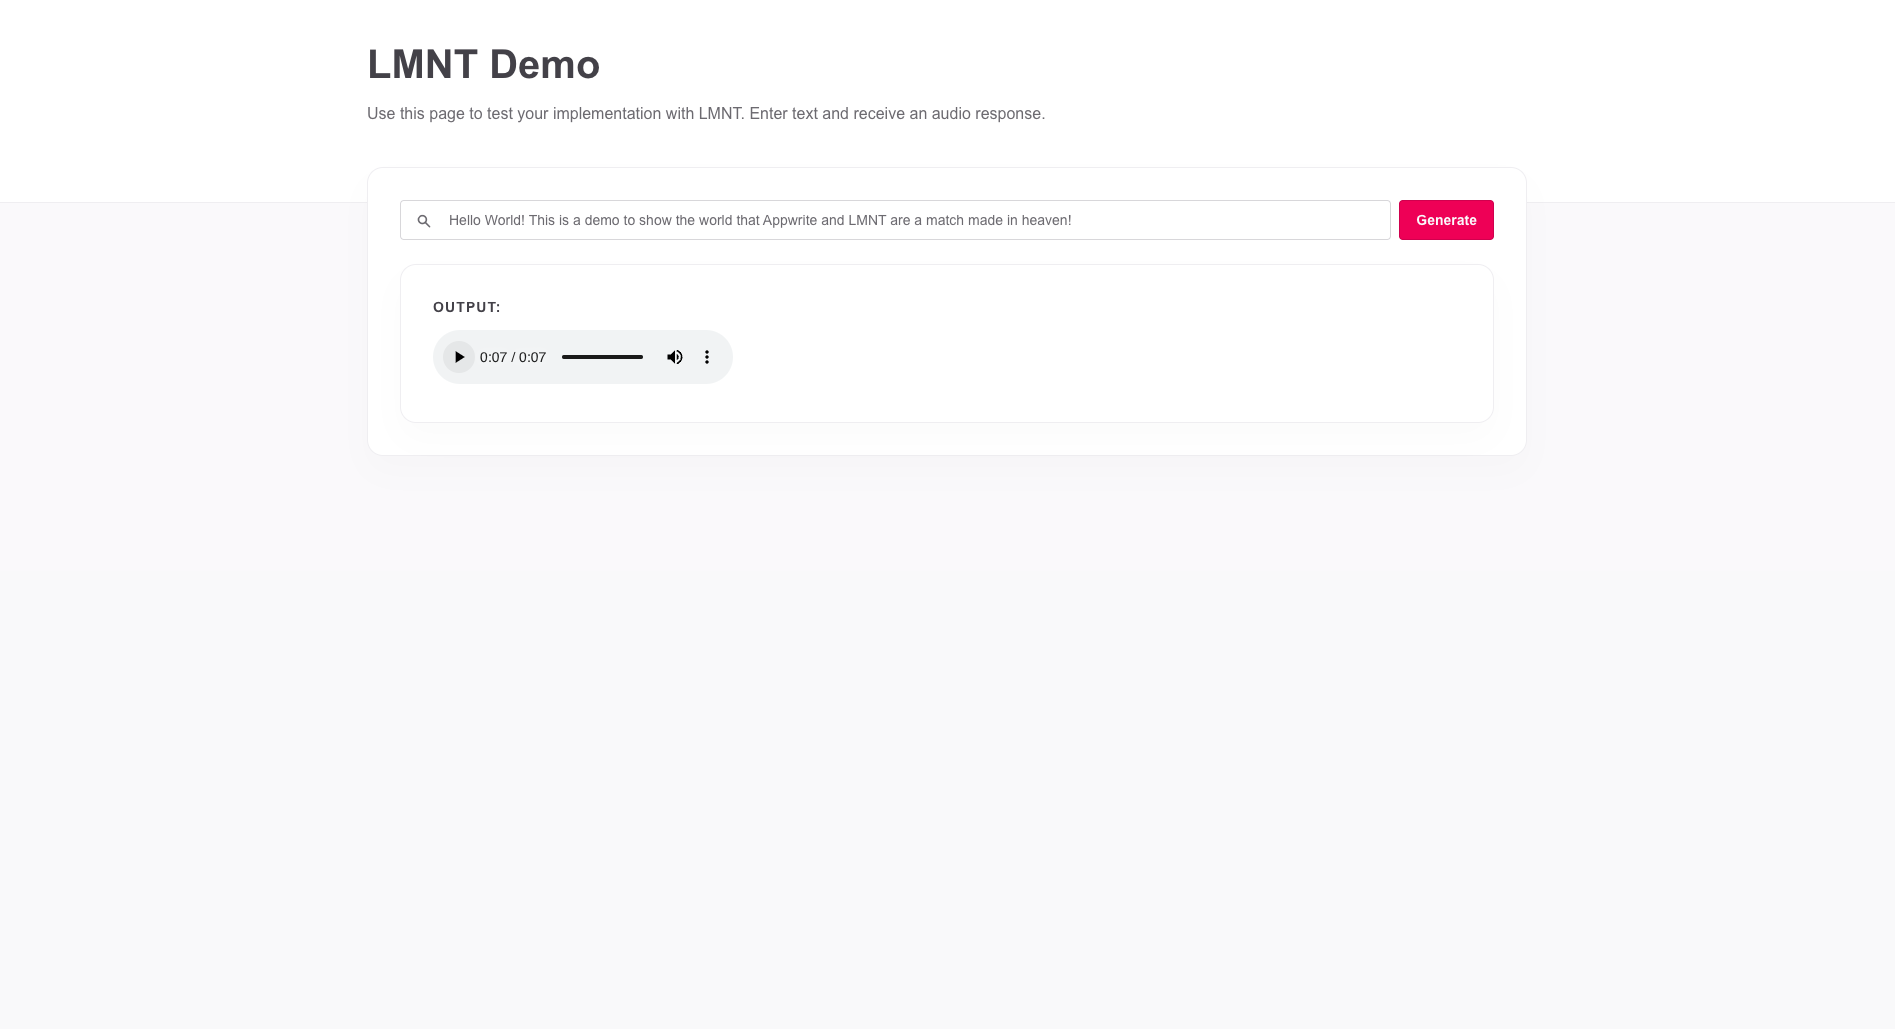 LMNT Demo
Use this page to test your implementation with LMNT. Enter text and receive an audio response.
Hello World! This is a demo to show the world that Appwrite and LMNT are a match made in heaven!
Generate
OUTPUT:
0:07 / 0:07